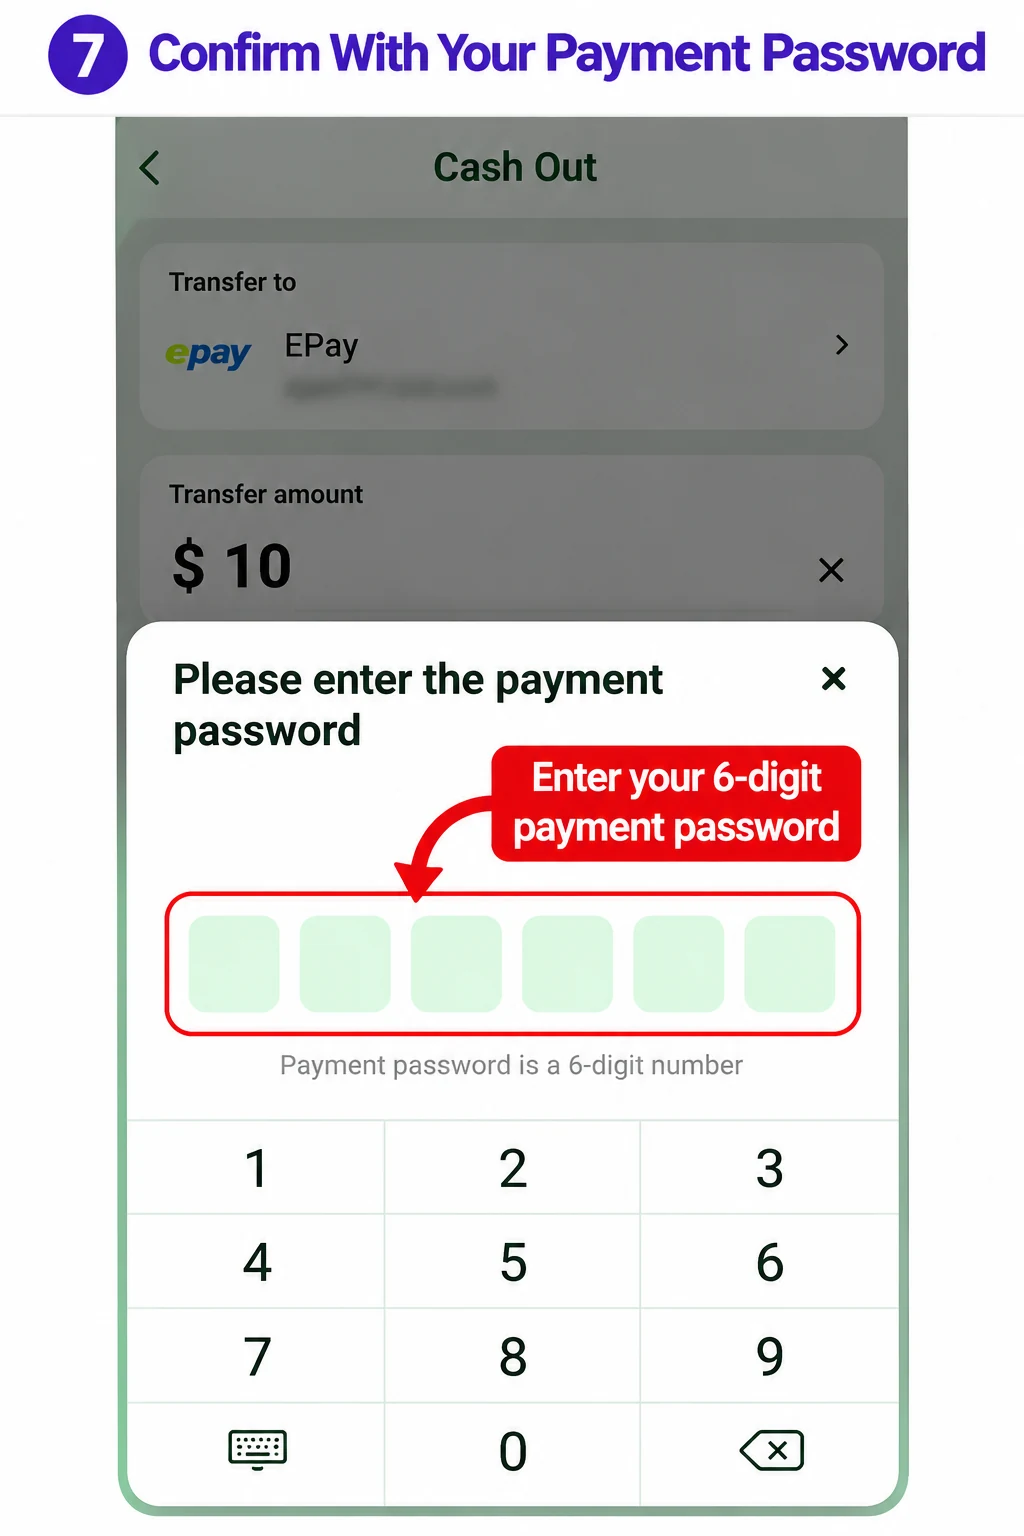 7 Confirm With Your Payment Password
Cash Out
Transfer to
epay EPay
Transfer amount
$ 10
Please enter the payment
password
Enter your 6-digit
payment password
Payment password is a 6-digit number
1 2 3
4 5 6
7 8 9
0